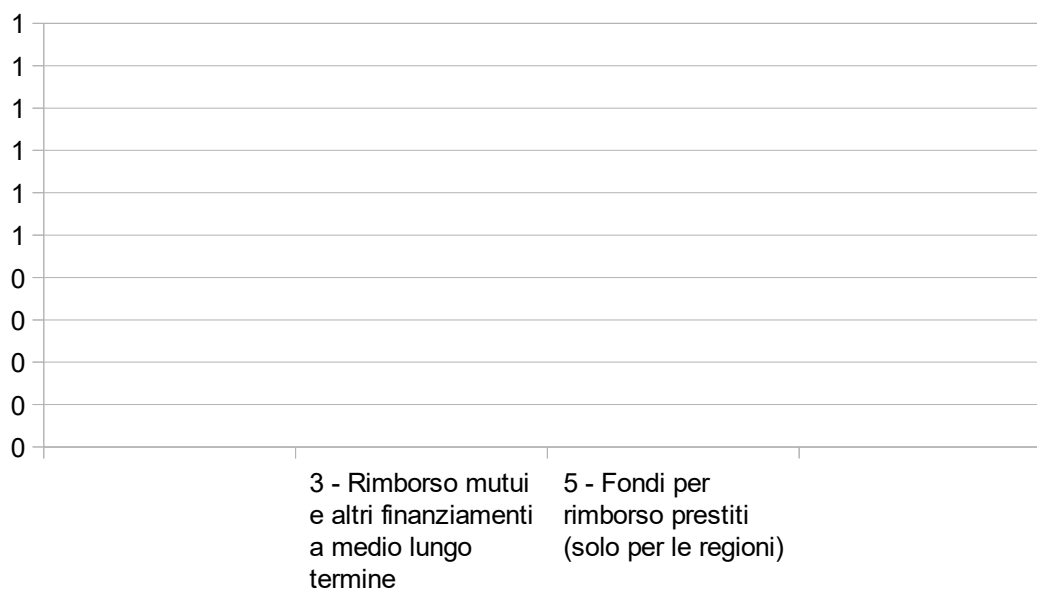 1
1
1
1
1
1
0
0
0
0
0
3 - Rimborso mutui
e altri finanziamenti
a medio lungo
termine
5 - Fondi per
rimborso prestiti
(solo per le regioni)